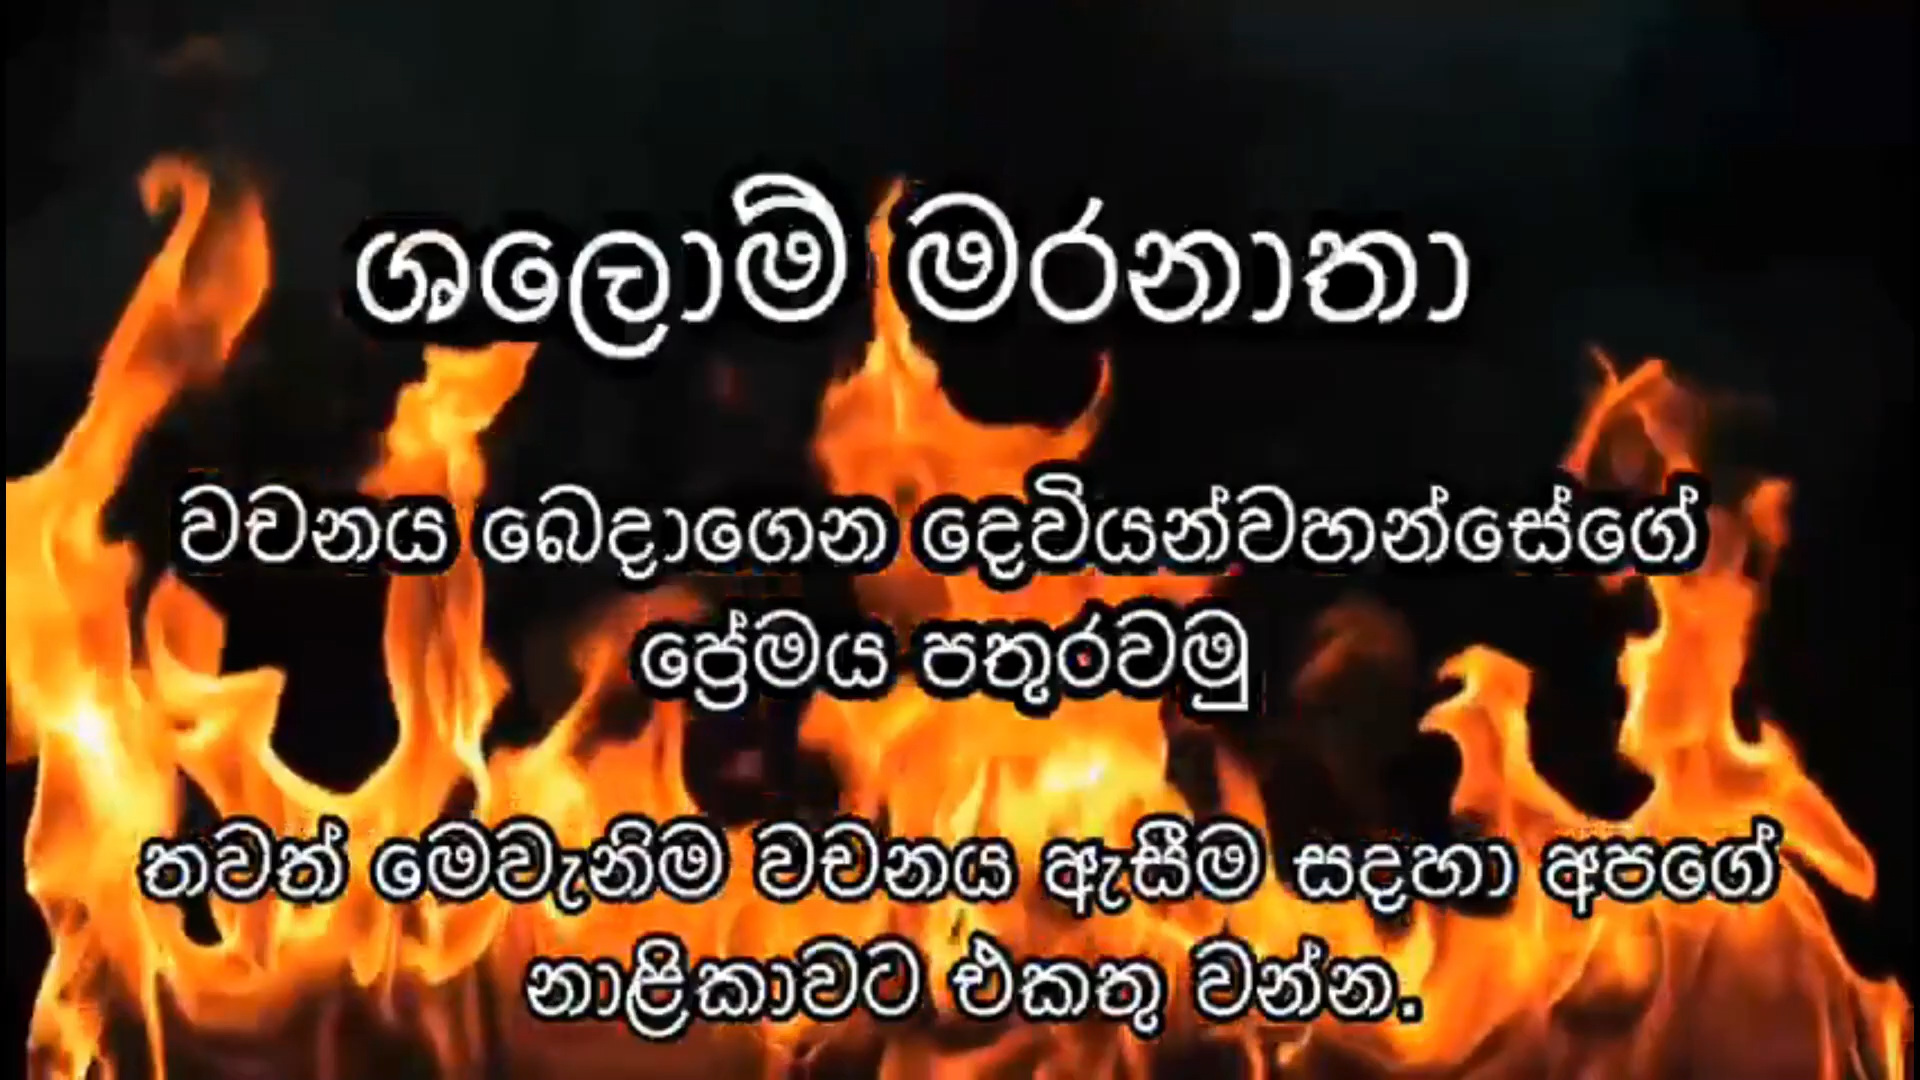 ශලොම් මරනාතා
වචනය බෙදාගෙන දෙවියන්වහන්සේගේ
ප්‍රේමය පතුරවමු
තවත් මෙවැනිම වචනය ඇසීම සදහා අපගේ
නාළිකාවට එකතු වන්න.